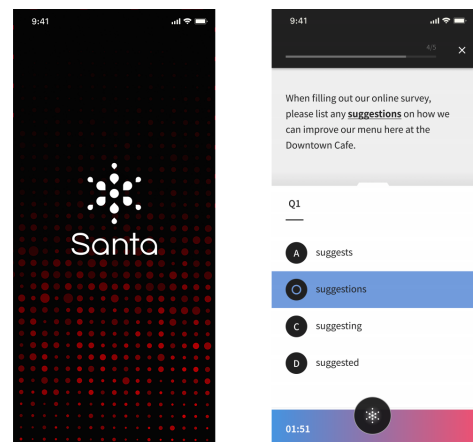 9:41
Santa
9:41
4/5
When filling out our online survey,
please list any suggestions on how we
can improve our menu here at the
Downtown Cafe.
Q1
A suggests
suggestions
C suggesting
D suggested
01:51